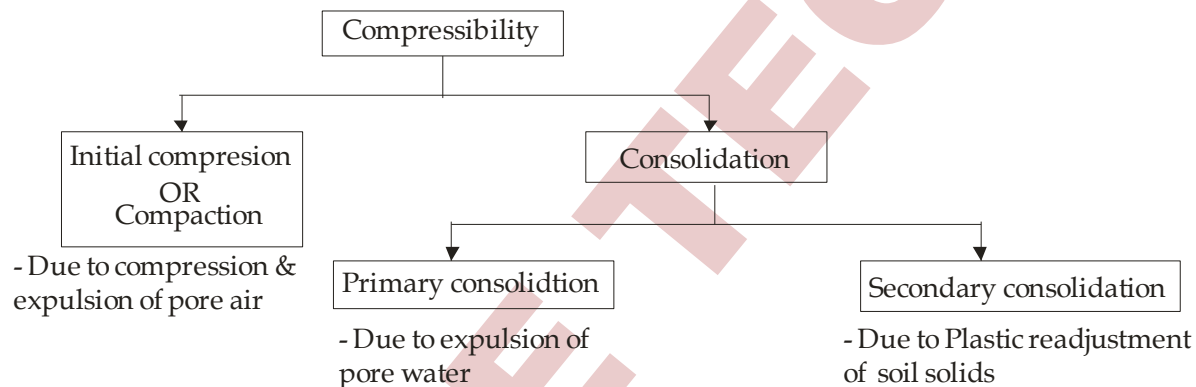 Compressibility
Initial compresion
OR
Compaction
- Due to compression &
expulsion of pore air
Consolidation
Primary consolidtion
- Due to expulsion of
pore water
Secondary consolidation
- Due to Plastic readjustment
of soil solids